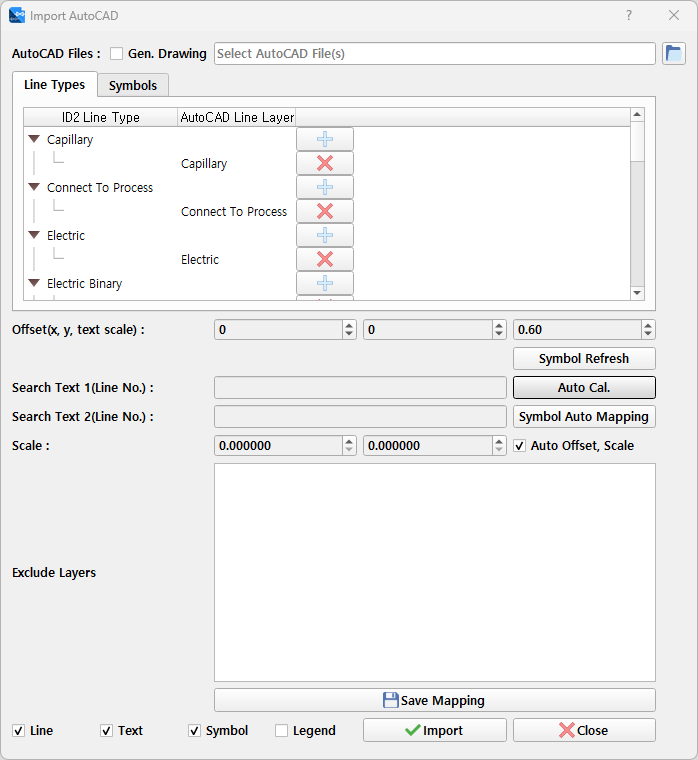 Import AutoCAD
?
AutoCAD Files :
Gen. Drawing
Select AutoCAD File(s)
Line Types
Symbols
ID2 Line Type
AutoCAD Line Layer
Capillary
Capillary
Connect To Process
Connect To Process
Electric
Electric
Electric Binary
Offset(x, y, text scale) :
0
0
0.60
Symbol Refresh
Search Text 1(Line No.) :
Auto Cal.
Search Text 2(Line No.) :
Symbol Auto Mapping
Scale :
0.000000
0.000000
Auto Offset, Scale
Exclude Layers
Save Mapping
Line
Text
Symbol
Legend
Import
Close